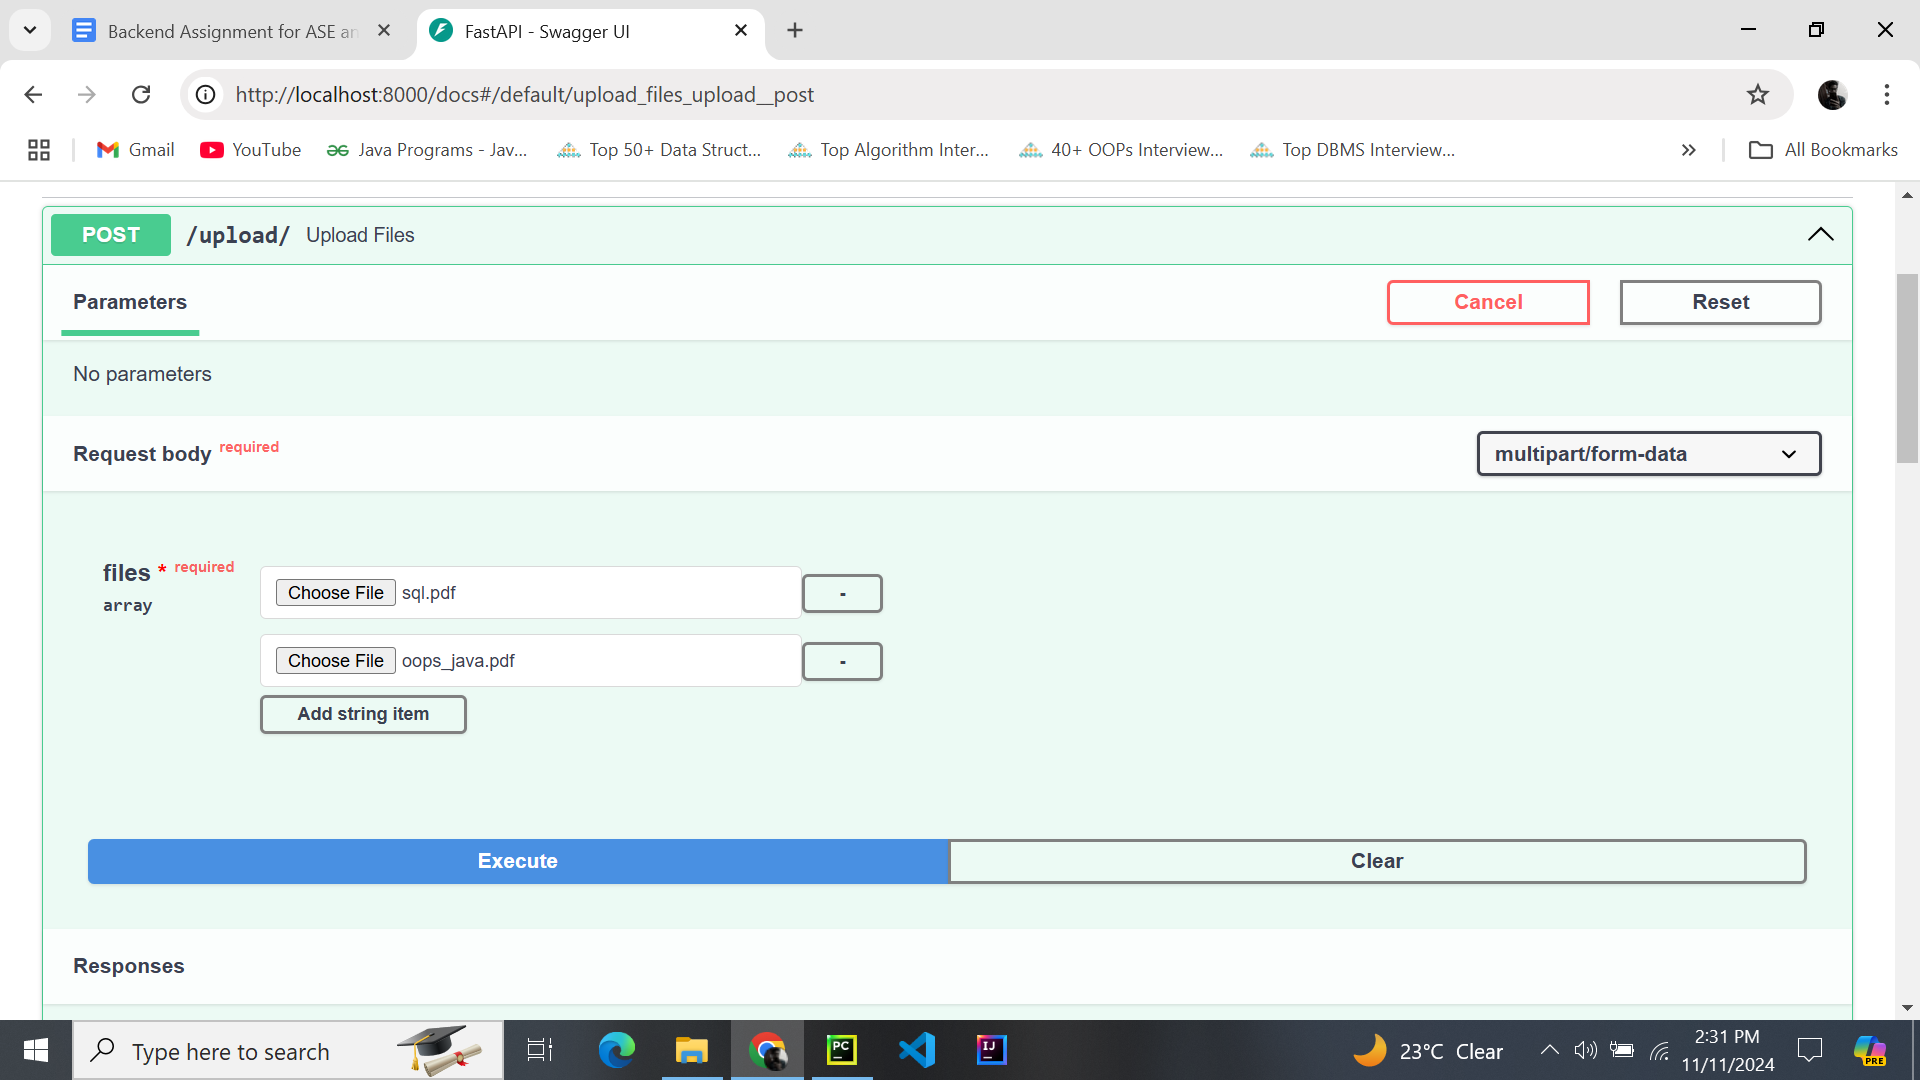 Backend Assignment for ASE an
FastAPI - Swagger UI
http://localhost:8000/docs#/default/upload_files_upload__post
Gmail
YouTube
Java Programs - Jav...
Top 50+ Data Struct...
Top Algorithm Inter...
40+ OOPs Interview...
Top DBMS Interview...
All Bookmarks
POST /upload/ Upload Files
Parameters
Cancel
Reset
No parameters
Request body required
multipart/form-data
files * required
array
Choose File sql.pdf
-
Choose File oops_java.pdf
-
Add string item
Execute
Clear
Responses
Type here to search
PC
IJ
23°C Clear
2:31 PM
11/11/2024
PRE